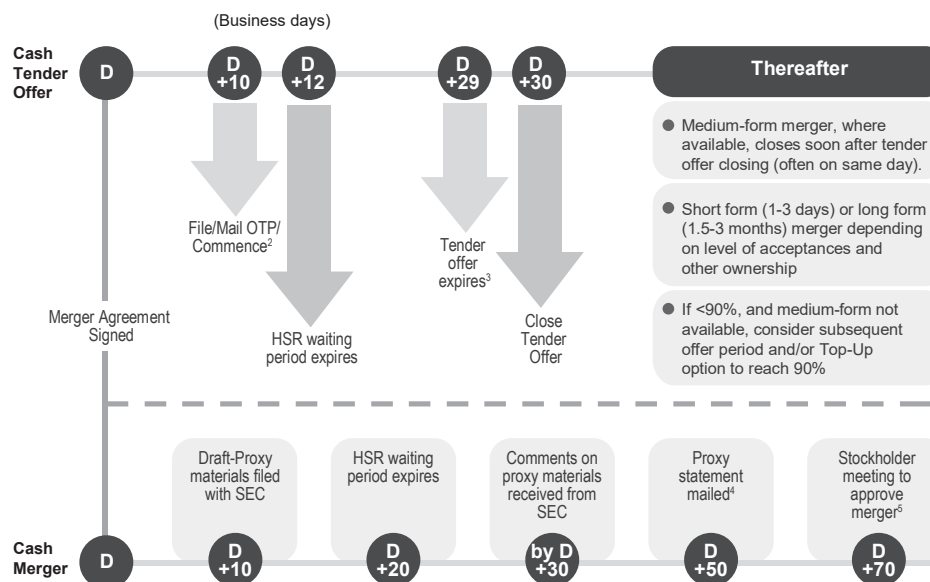 (Business days)
Cash
Tender
Offer
D
D
+10
D
+12
D
+29
D
+30
Thereafter
File/Mail OTP/
Commence2
HSR waiting
period expires
Tender
offer
expires3
Close
Tender
Offer
● Medium-form merger, where
available, closes soon after tender
offer closing (often on same day).
● Short form (1-3 days) or long form
(1.5-3 months) merger depending
on level of acceptances and
other ownership
● If <90%, and medium-form not
available, consider subsequent
offer period and/or Top-Up
option to reach 90%
Merger Agreement
Signed
Draft-Proxy
materials filed
with SEC
HSR waiting
period expires
Comments on
proxy materials
received from
SEC
Proxy
statement
mailed4
Stockholder
meeting to
approve
merger5
Cash
Merger
D
D
+10
D
+20
by D
+30
D
+50
D
+70